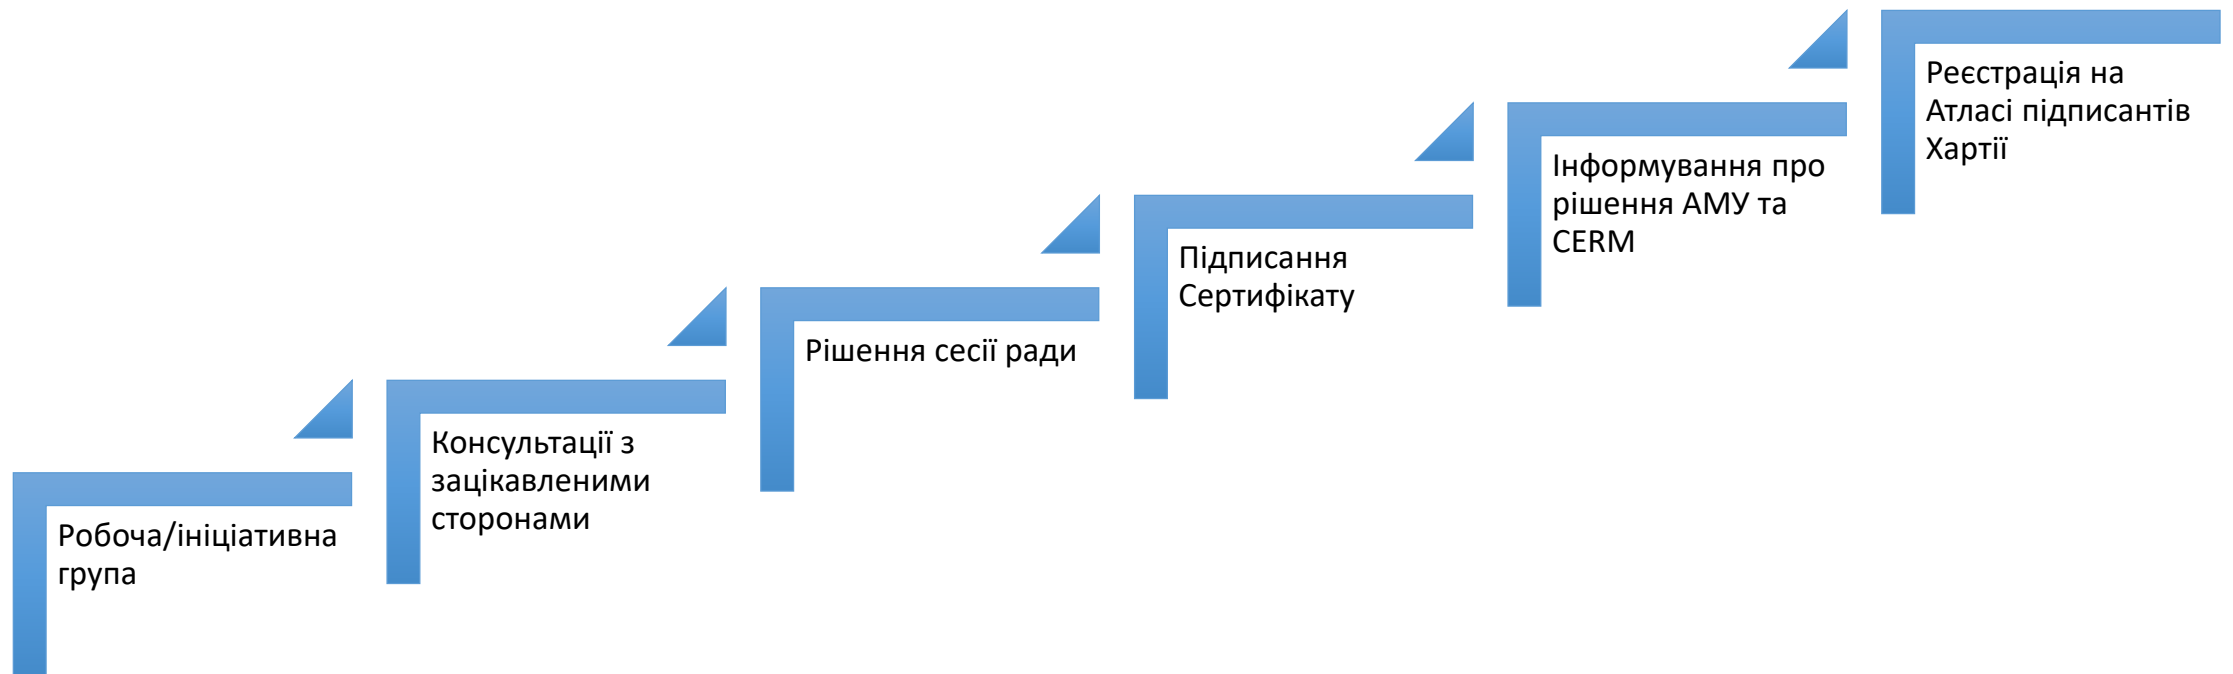 Робоча/ініціативна
група
Консультації з
зацікавленими
сторонами
Рішення сесії ради
Підписання
Сертифікату
Інформування про
рішення АМУ та
CERM
Реєстрація на
Атласі підписантів
Хартії